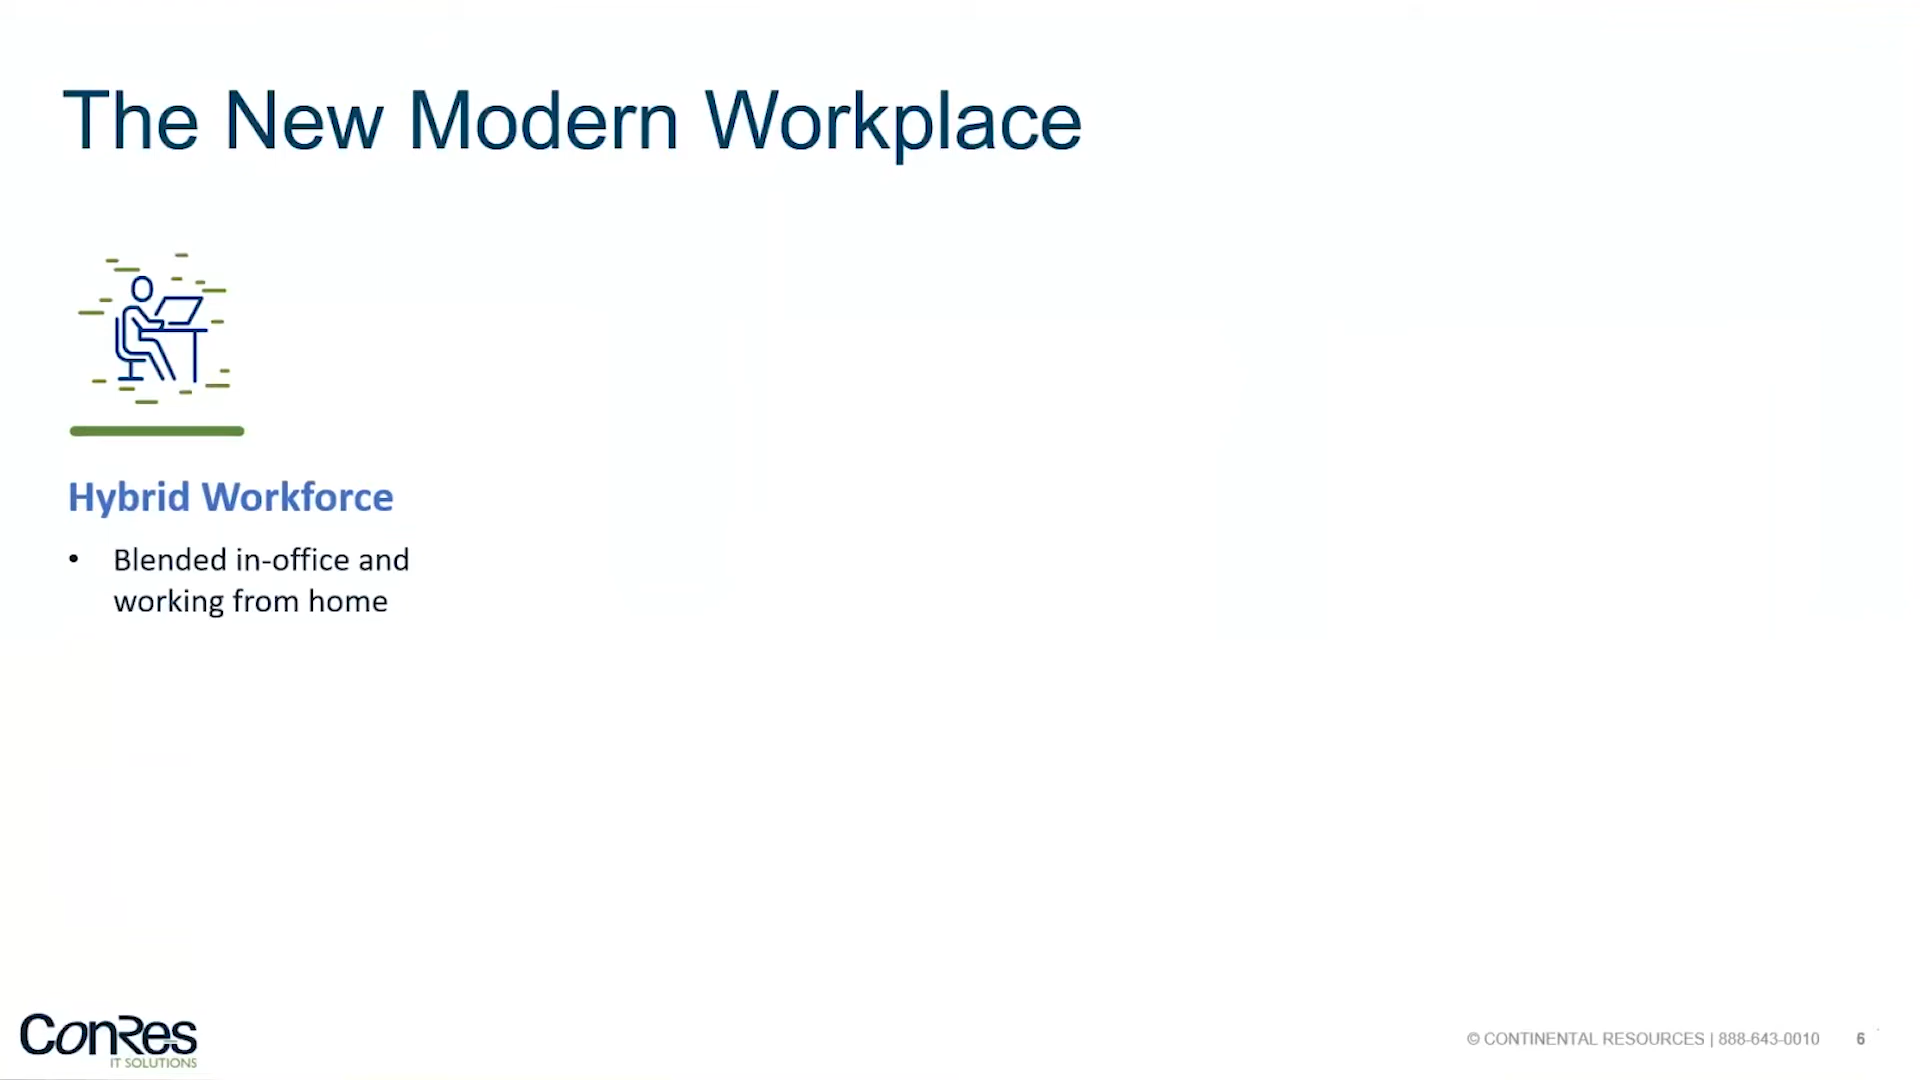 The New Modern Workplace
Hybrid Workforce
• Blended in-office and
working from home
ConRes
IT SOLUTIONS
© CONTINENTAL RESOURCES | 888-643-0010 6